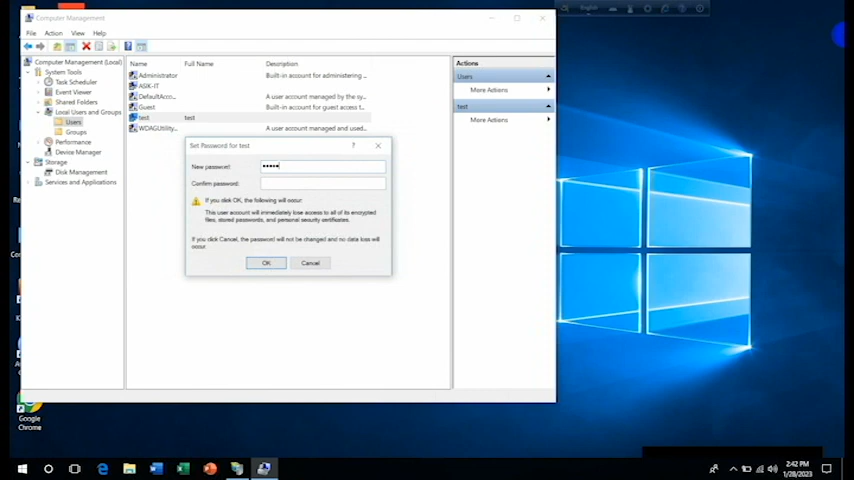 Computer Management
English
File Action View Help
Computer Management (Local)
System Tools
Task Scheduler
Event Viewer
Shared Folders
Local Users and Groups
Users
Groups
Performance
Device Manager
Storage
Disk Management
Services and Applications
Name Full Name Description
Administrator Built-in account for administering ...
ASIK-IT
DefaultAcco... A user account managed by the sy...
Guest Built-in account for guest access t...
test test
WDAGUtility... A user account managed and used...
Actions
Users
More Actions
test
More Actions
Set Password for test
New password:
Confirm password:
If you click OK, the following will occur:
This user account will immediately lose access to all of its encrypted
files, stored passwords, and personal security certificates.
If you click Cancel, the password will not be changed and no data loss will
occur.
OK Cancel
Google
Chrome
2:42 PM
1/28/2023